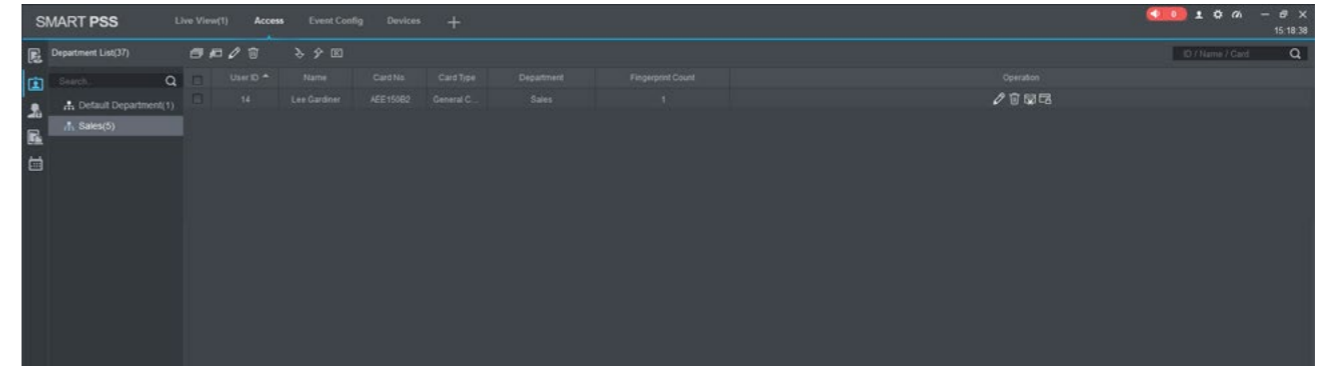 SMART PSS Live View(1) Access Event Config Devices + 0
15:18:38
Department List(37) ID / Name / Card
Search... User ID Name Card No. Card Type Department Fingerprint Count Operation
Default Department(1) 14 Lee Gardiner AEE150B2 General C... Sales 1
Sales(5)